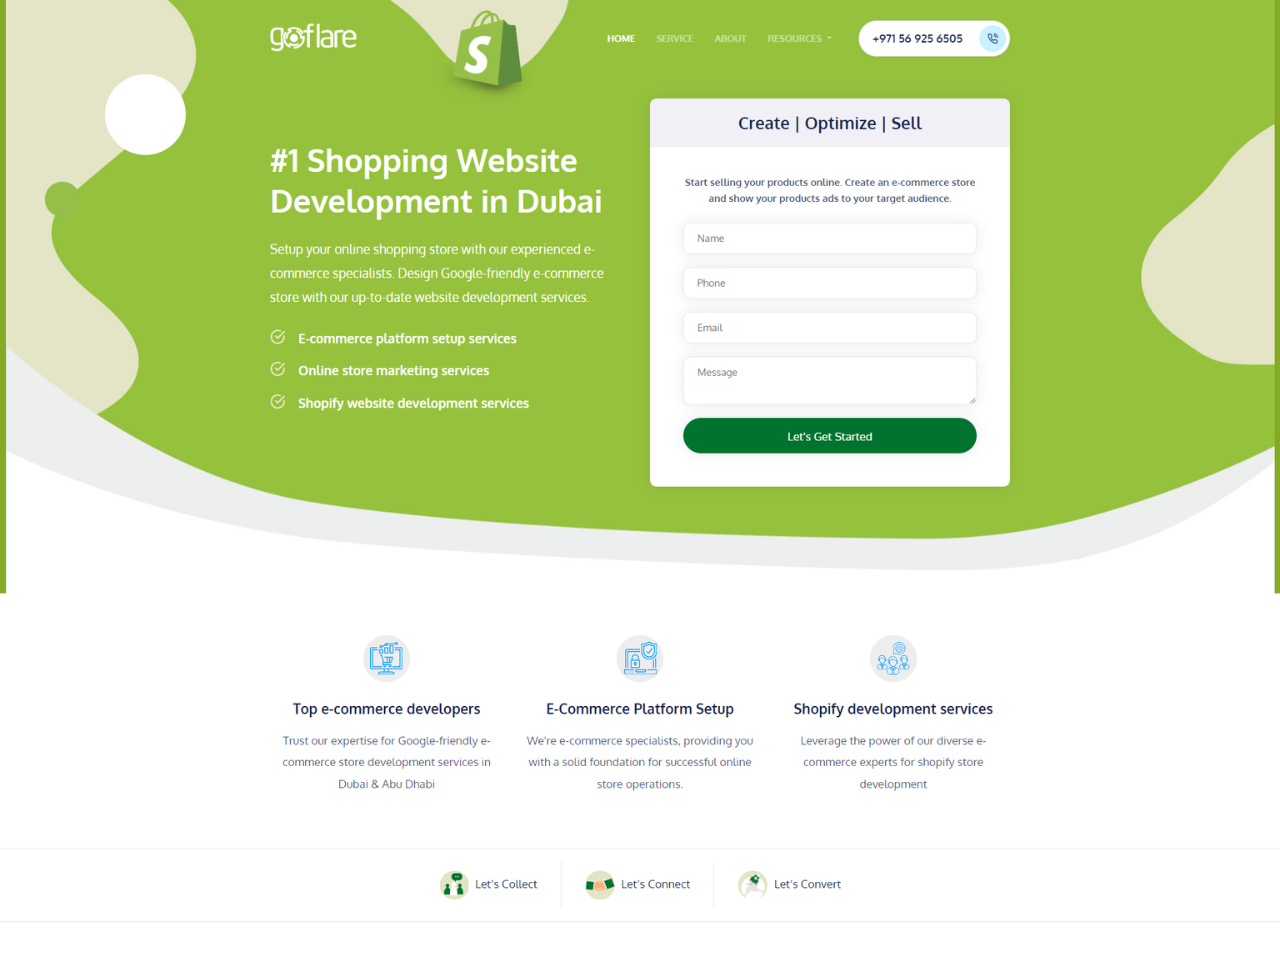 goflare
S
HOME SERVICE ABOUT RESOURCES
+971 56 925 6505
#1 Shopping Website
Development in Dubai
Setup your online shopping store with our experienced e-
commerce specialists. Design Google-friendly e-commerce
store with our up-to-date website development services.
E-commerce platform setup services
Online store marketing services
Shopify website development services
Create | Optimize | Sell
Start selling your products online. Create an e-commerce store
and show your products ads to your target audience.
Name
Phone
Email
Message
Let's Get Started
Top e-commerce developers
Trust our expertise for Google-friendly e-
commerce store development services in
Dubai & Abu Dhabi
E-Commerce Platform Setup
We're e-commerce specialists, providing you
with a solid foundation for successful online
store operations.
Shopify development services
Leverage the power of our diverse e-
commerce experts for shopify store
development
Let's Collect
Let's Connect
Let's Convert